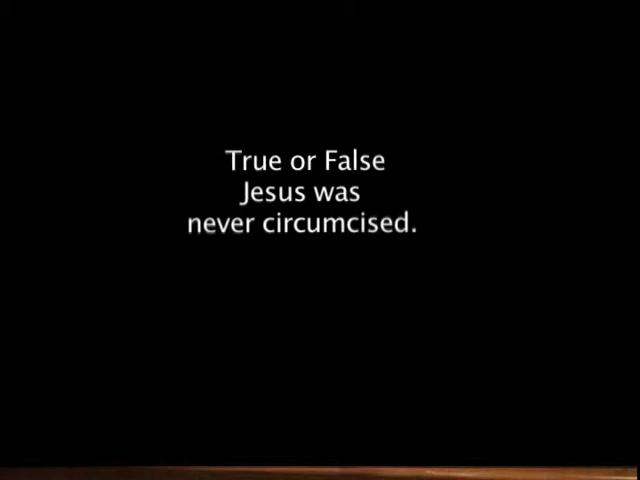 True or False
Jesus was
never circumcised.